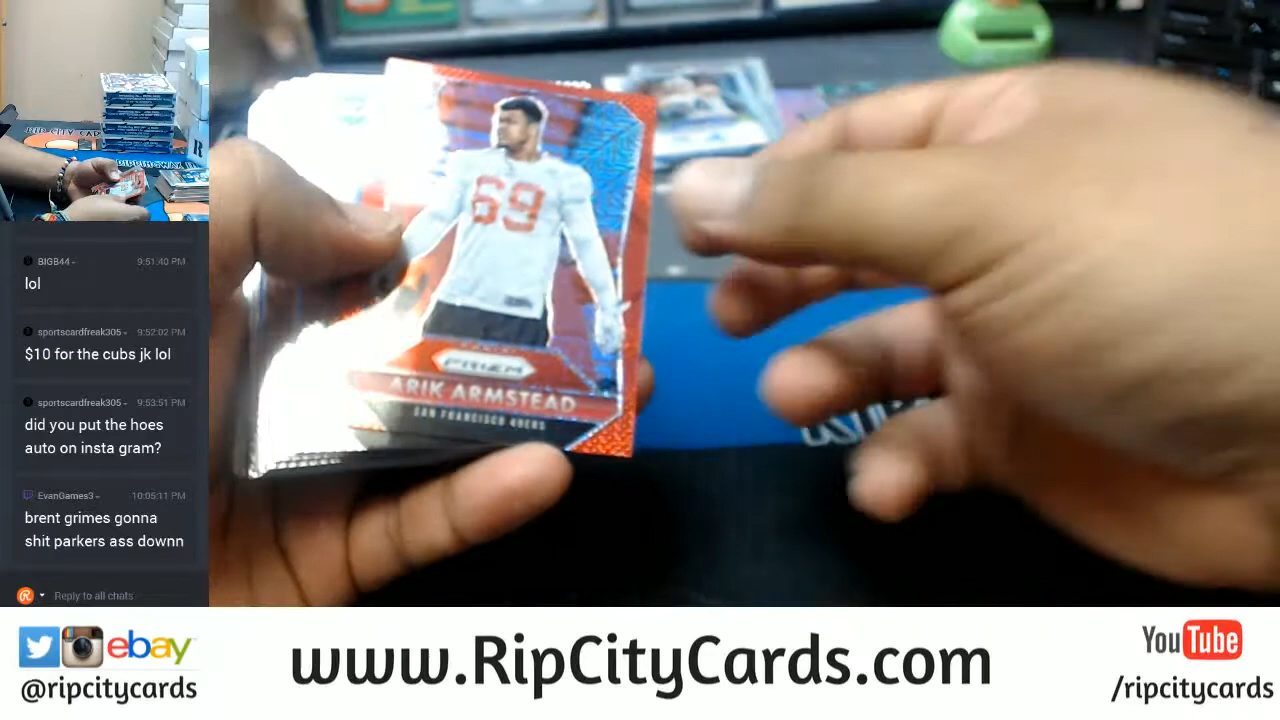 RIP CITY CARDS
BIGB44
9:51:40 PM
lol
sportscardfreak305
9:52:02 PM
$10 for the cubs jk lol
sportscardfreak305
9:53:51 PM
did you put the hoes
auto on insta gram?
EvanGames3
10:05:11 PM
brent grimes gonna
shit parkers ass downn
Reply to all chats
69
PRIZM
ARIK ARMSTEAD
SAN FRANCISCO 49ERS
ebay
@ripcitycards
www.RipCityCards.com
YouTube
/ripcitycards